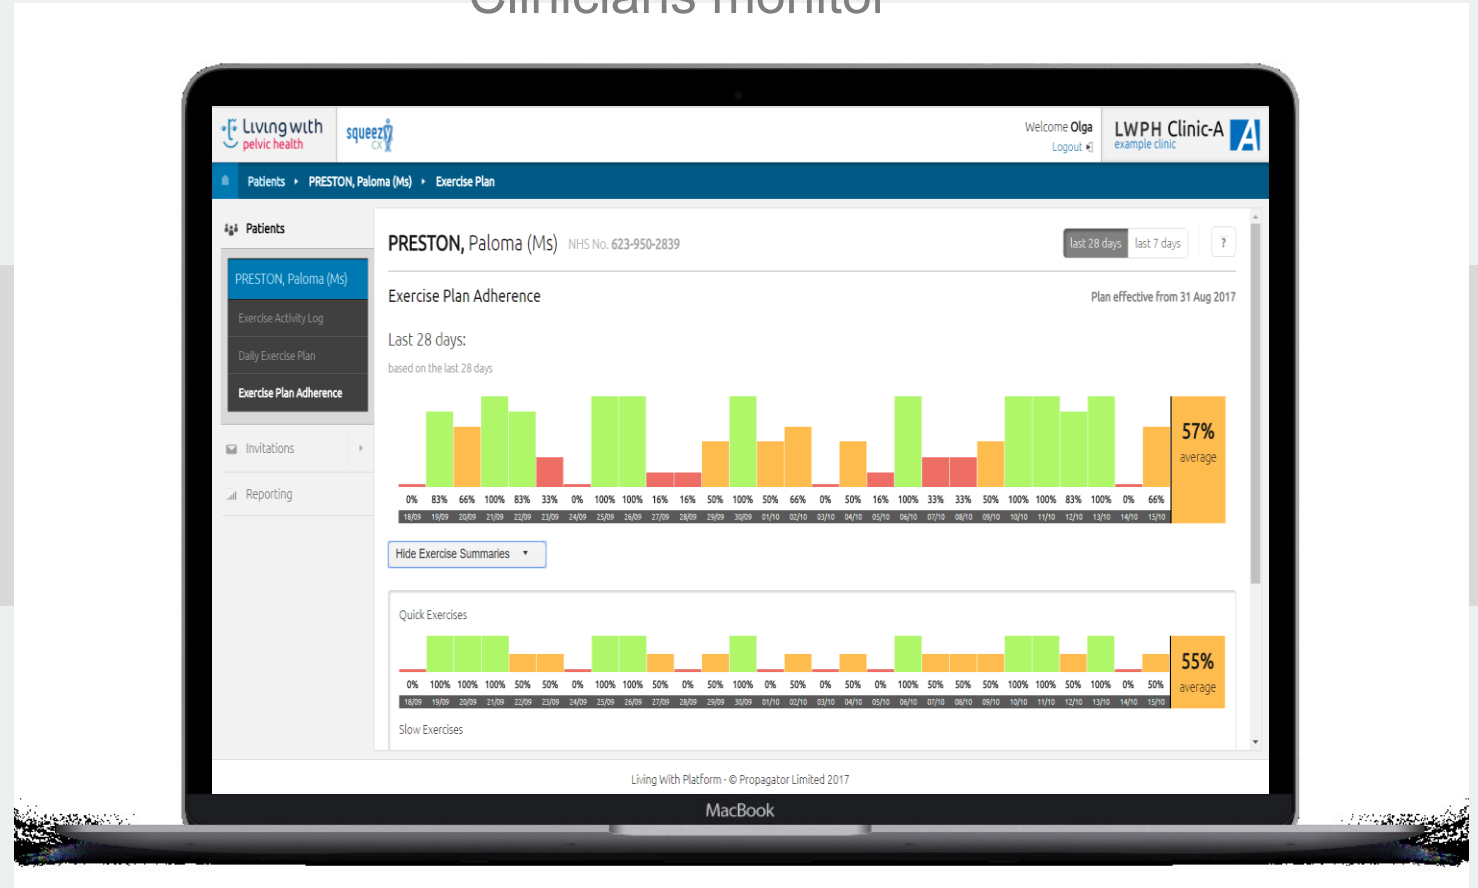 Clinicians monitor
Living with
pelvic health
squeezy
CX
Welcome Olga
Logout
LWPH Clinic-A
example clinic
Patients PRESTON, Paloma (Ms) Exercise Plan
Patients
PRESTON, Paloma (Ms)
Exercise Activity Log
Daily Exercise Plan
Exercise Plan Adherence
Invitations
Reporting
PRESTON, Paloma (Ms) NHS No. 623-950-2839
last 28 days last 7 days ?
Exercise Plan Adherence
Plan effective from 31 Aug 2017
Last 28 days:
based on the last 28 days
57%
average
0% 83% 66% 100% 83% 33% 0% 100% 100% 16% 16% 50% 100% 50% 66% 0% 50% 16% 100% 33% 33% 50% 100% 100% 83% 100% 0% 66%
18/09 19/09 20/09 21/09 22/09 23/09 24/09 25/09 26/09 27/09 28/09 29/09 30/09 01/10 02/10 03/10 04/10 05/10 06/10 07/10 08/10 09/10 10/10 11/10 12/10 13/10 14/10 15/10
Hide Exercise Summaries
Quick Exercises
55%
average
0% 100% 100% 100% 50% 50% 0% 100% 100% 50% 0% 50% 100% 0% 50% 0% 50% 0% 100% 50% 50% 50% 100% 100% 50% 100% 0% 50%
18/09 19/09 20/09 21/09 22/09 23/09 24/09 25/09 26/09 27/09 28/09 29/09 30/09 01/10 02/10 03/10 04/10 05/10 06/10 07/10 08/10 09/10 10/10 11/10 12/10 13/10 14/10 15/10
Slow Exercises
Living With Platform - © Propagator Limited 2017
MacBook